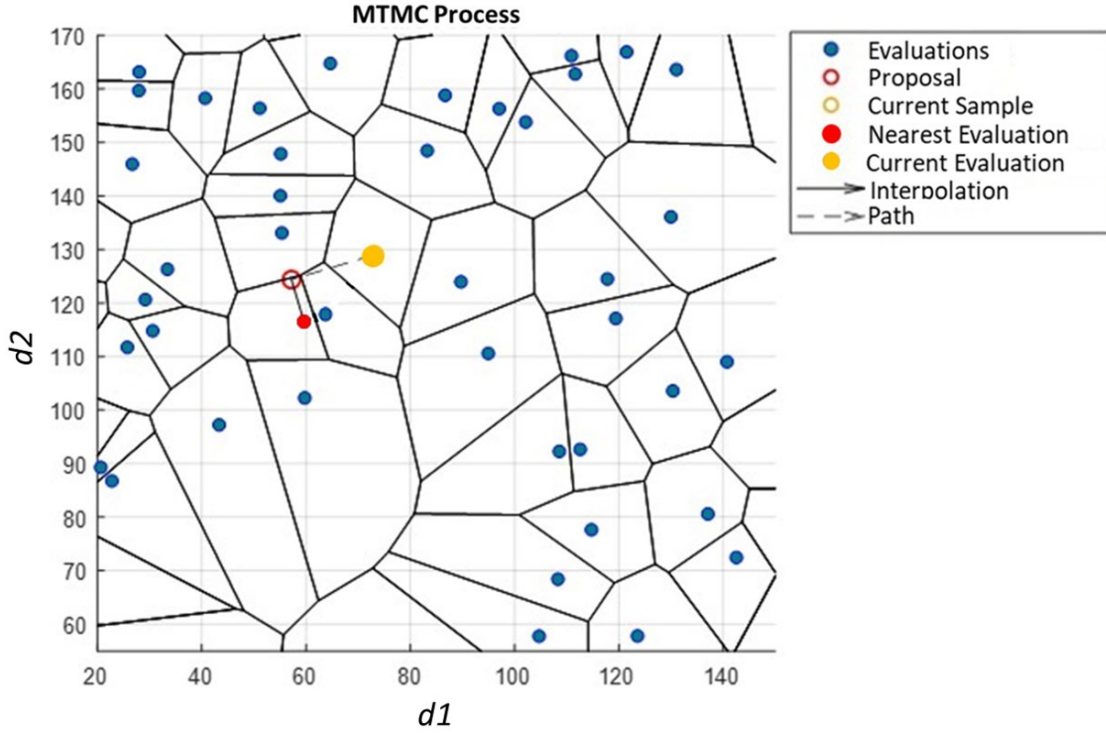 MTMC Process
170
160
150
140
130
120
110
100
90
80
70
60
d2
20 40 60 80 100 120 140
d1
Evaluations
Proposal
Current Sample
Nearest Evaluation
Current Evaluation
Interpolation
Path